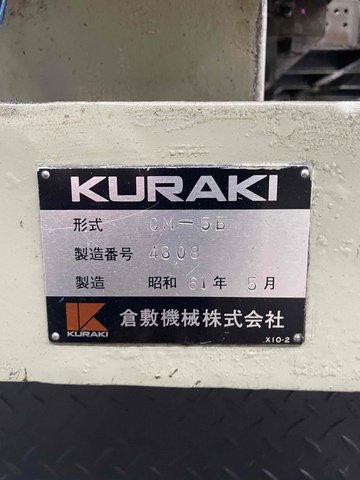 KURAKI
形式 CM-5B
製造番号 4808
製造 昭和 61年 5月
KURAKI
倉敷機械株式会社
X10-2